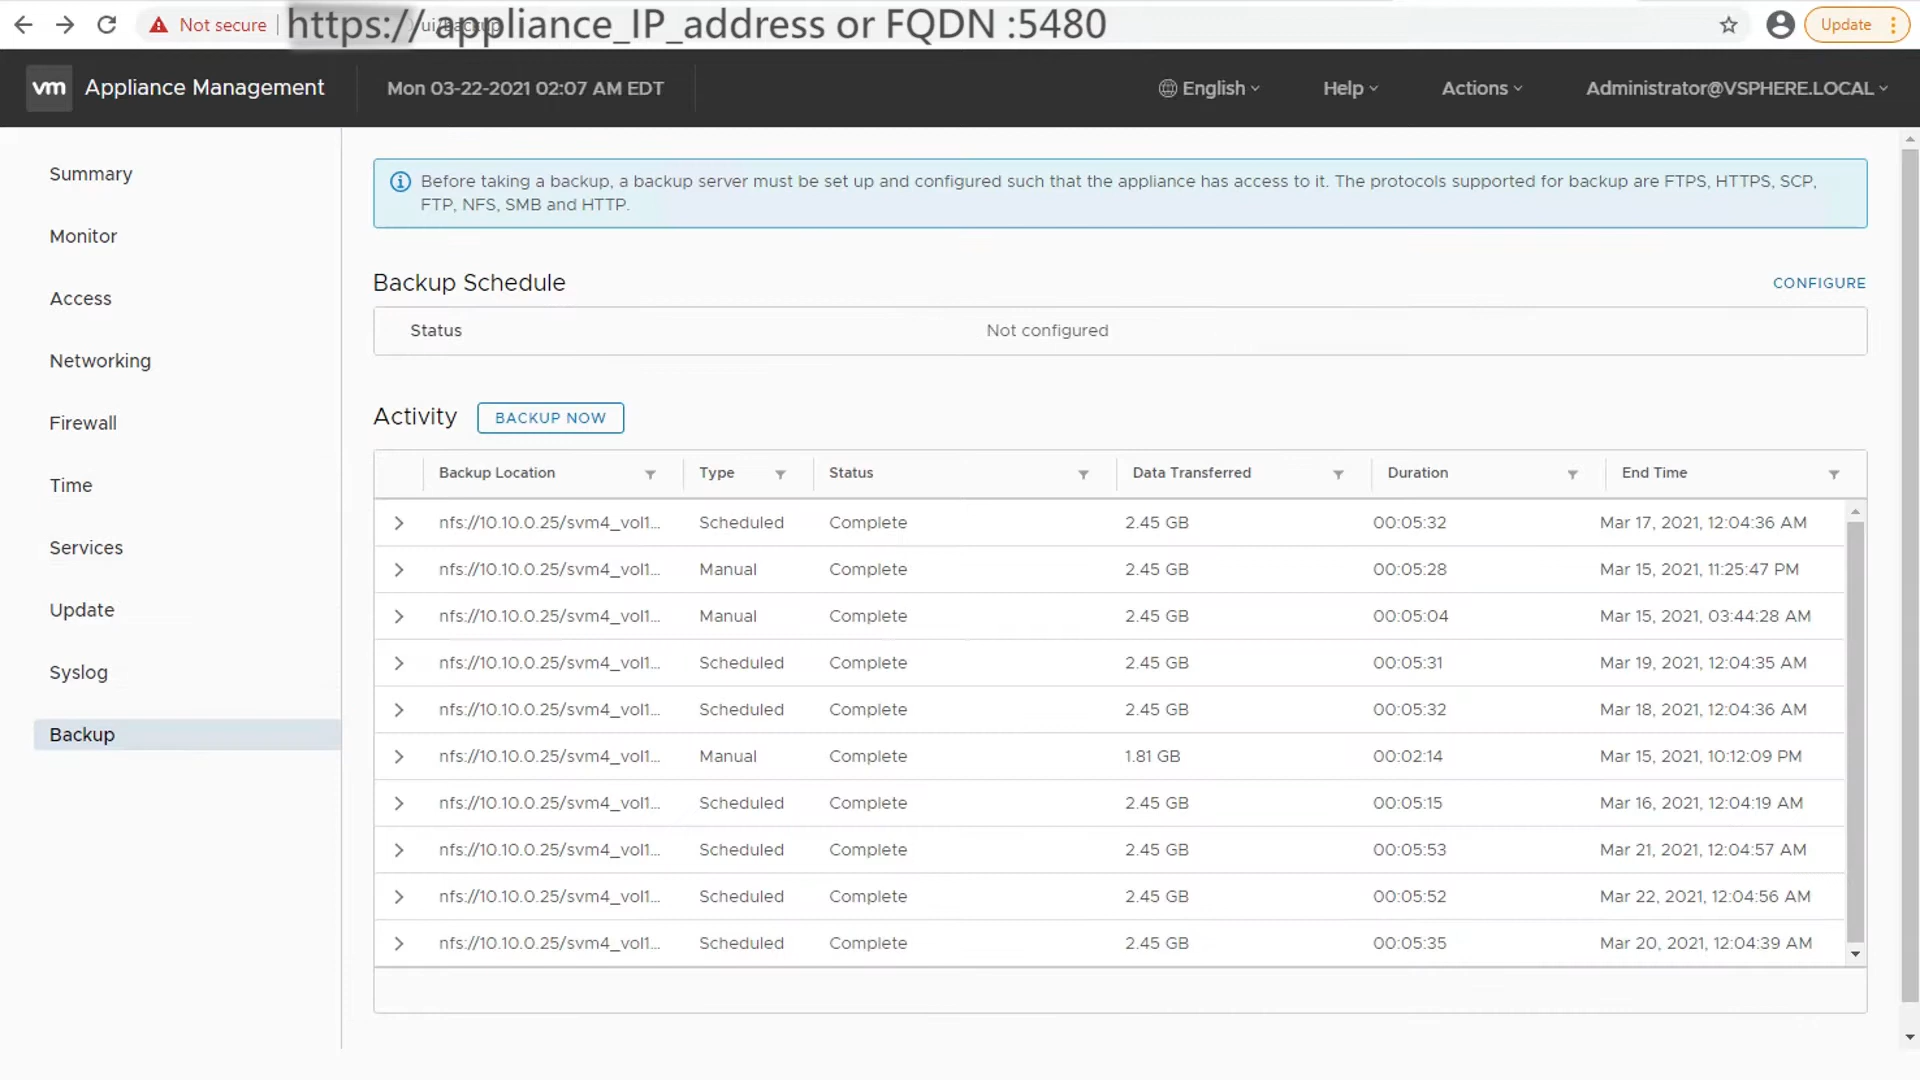 Not secure | https://appliance_IP_address or FQDN :5480
Update
vm Appliance Management
Mon 03-22-2021 02:07 AM EDT
English
Help
Actions
Administrator@VSPHERE.LOCAL
Summary
Monitor
Access
Networking
Firewall
Time
Services
Update
Syslog
Backup
Before taking a backup, a backup server must be set up and configured such that the appliance has access to it. The protocols supported for backup are FTPS, HTTPS, SCP,
FTP, NFS, SMB and HTTP.
Backup Schedule
CONFIGURE
Status Not configured
Activity BACKUP NOW
Backup Location Type Status Data Transferred Duration End Time
nfs://10.10.0.25/svm4_vol1... Scheduled Complete 2.45 GB 00:05:32 Mar 17, 2021, 12:04:36 AM
nfs://10.10.0.25/svm4_vol1... Manual Complete 2.45 GB 00:05:28 Mar 15, 2021, 11:25:47 PM
nfs://10.10.0.25/svm4_vol1... Manual Complete 2.45 GB 00:05:04 Mar 15, 2021, 03:44:28 AM
nfs://10.10.0.25/svm4_vol1... Scheduled Complete 2.45 GB 00:05:31 Mar 19, 2021, 12:04:35 AM
nfs://10.10.0.25/svm4_vol1... Scheduled Complete 2.45 GB 00:05:32 Mar 18, 2021, 12:04:36 AM
nfs://10.10.0.25/svm4_vol1... Manual Complete 1.81 GB 00:02:14 Mar 15, 2021, 10:12:09 PM
nfs://10.10.0.25/svm4_vol1... Scheduled Complete 2.45 GB 00:05:15 Mar 16, 2021, 12:04:19 AM
nfs://10.10.0.25/svm4_vol1... Scheduled Complete 2.45 GB 00:05:53 Mar 21, 2021, 12:04:57 AM
nfs://10.10.0.25/svm4_vol1... Scheduled Complete 2.45 GB 00:05:52 Mar 22, 2021, 12:04:56 AM
nfs://10.10.0.25/svm4_vol1... Scheduled Complete 2.45 GB 00:05:35 Mar 20, 2021, 12:04:39 AM